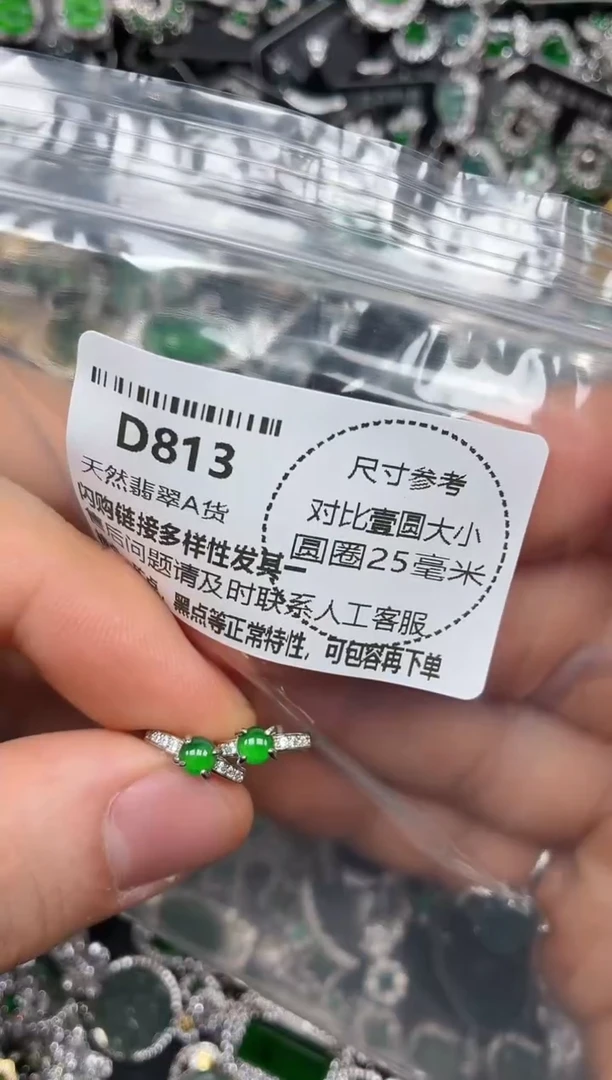 D813
天然翡翠A货
尺寸参考
对比壹圆大小
圆圈25毫米
闪购链接多样性发其一
售后问题请及时联系人工客服
黑点等正常特性，可包容再下单